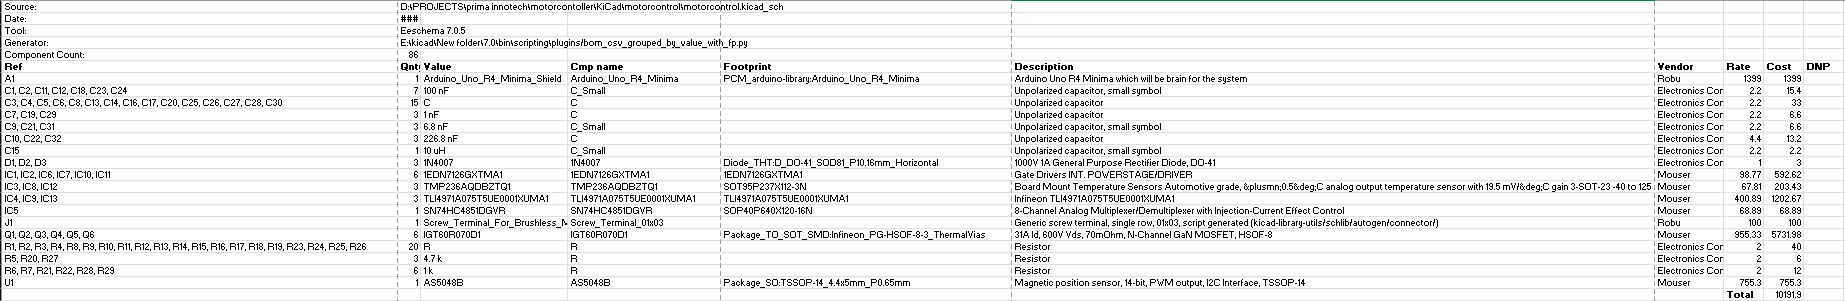 Source: D:\PROJECTS\prima innotech\motorcontoller\KiCad\motorcontrol\motorcontrol.kicad_sch
Date: ###
Tool: Eeschema 7.0.5
Generator: E:\kicad\New folder\7.0\bin\scripting\plugins/bom_csv_grouped_by_value_with_fp.py
Component Count: 86
Ref Qnty Value Cmp name Footprint Description Vendor Rate Cost DNP
A1 1 Arduino_Uno_R4_Minima_Shield Arduino_Uno_R4_Minima PCM_arduino-library:Arduino_Uno_R4_Minima Arduino Uno R4 Minima which will be brain for the system Robu 1399 1399
C1, C2, C11, C12, C18, C23, C24 7 100 nF C_Small Unpolarized capacitor, small symbol Electronics Cor 2.2 15.4
C3, C4, C5, C6, C8, C13, C14, C16, C17, C20, C25, C26, C27, C28, C30 15 C C Unpolarized capacitor Electronics Cor 2.2 33
C7, C19, C29 3 1 nF C Unpolarized capacitor Electronics Cor 2.2 6.6
C9, C21, C31 3 6.8 nF C_Small Unpolarized capacitor, small symbol Electronics Cor 2.2 6.6
C10, C22, C32 3 226.8 nF C Unpolarized capacitor Electronics Cor 4.4 13.2
C15 1 10 uH C_Small Unpolarized capacitor, small symbol Electronics Cor 2.2 2.2
D1, D2, D3 3 1N4007 1N4007 Diode_THT:D_DO-41_SOD81_P10.16mm_Horizontal 1000V 1A General Purpose Rectifier Diode, DO-41 Electronics Cor 1 3
IC1, IC2, IC6, IC7, IC10, IC11 6 1EDN7126GXTMA1 1EDN7126GXTMA1 Gate Drivers INT. POWERSTAGE/DRIVER Mouser 98.77 592.62
IC3, IC8, IC12 3 TMP236AQDBZTQ1 TMP236AQDBZTQ1 SOT95P237X112-3N Board Mount Temperature Sensors Automotive grade, &plusmn;0.5&deg;C analog output temperature sensor with 19.5 mV/&deg;C gain 3-SOT-23 -40 to 125 Mouser 67.81 203.43
IC4, IC9, IC13 3 TLI4971A075T5UE0001XUMA1 TLI4971A075T5UE0001XUMA1 Infineon TLI4971A075T5UE0001XUMA1 Mouser 400.89 1202.67
IC5 1 SN74HC4851DGVR SN74HC4851DGVR SOP40P640X120-16N 8-Channel Analog Multiplexer/Demultiplexer with Injection-Current Effect Control Mouser 68.89 68.89
J1 1 Screw_Terminal_For_Brushless_M Screw_Terminal_01x03 Generic screw terminal, single row, 01x03, script generated (kicad-library-utils/schlib/autogen/connector/) Robu 100 100
Q1, Q2, Q3, Q4, Q5, Q6 6 IGT60R070D1 IGT60R070D1 Package_TO_SOT_SMD:Infineon_PG-HSOF-8-3_ThermalVias 31A Id, 600V Vds, 70mOhm, N-Channel GaN MOSFET, HSOF-8 Mouser 955.33 5731.98
R1, R2, R3, R4, R8, R9, R10, R11, R12, R13, R14, R15, R16, R17, R18, R19, R23, R24, R25, R26 20 R R Resistor Electronics Cor 2 40
R5, R20, R27 3 4.7 k R Resistor Electronics Cor 2 6
R6, R7, R21, R22, R28, R29 6 1 k R Resistor Electronics Cor 2 12
U1 1 AS5048B AS5048B Package_SO:TSSOP-14_4.4x5mm_P0.65mm Magnetic position sensor, 14-bit, PWM output, I2C Interface, TSSOP-14 Mouser 755.3 755.3
Total 10191.9